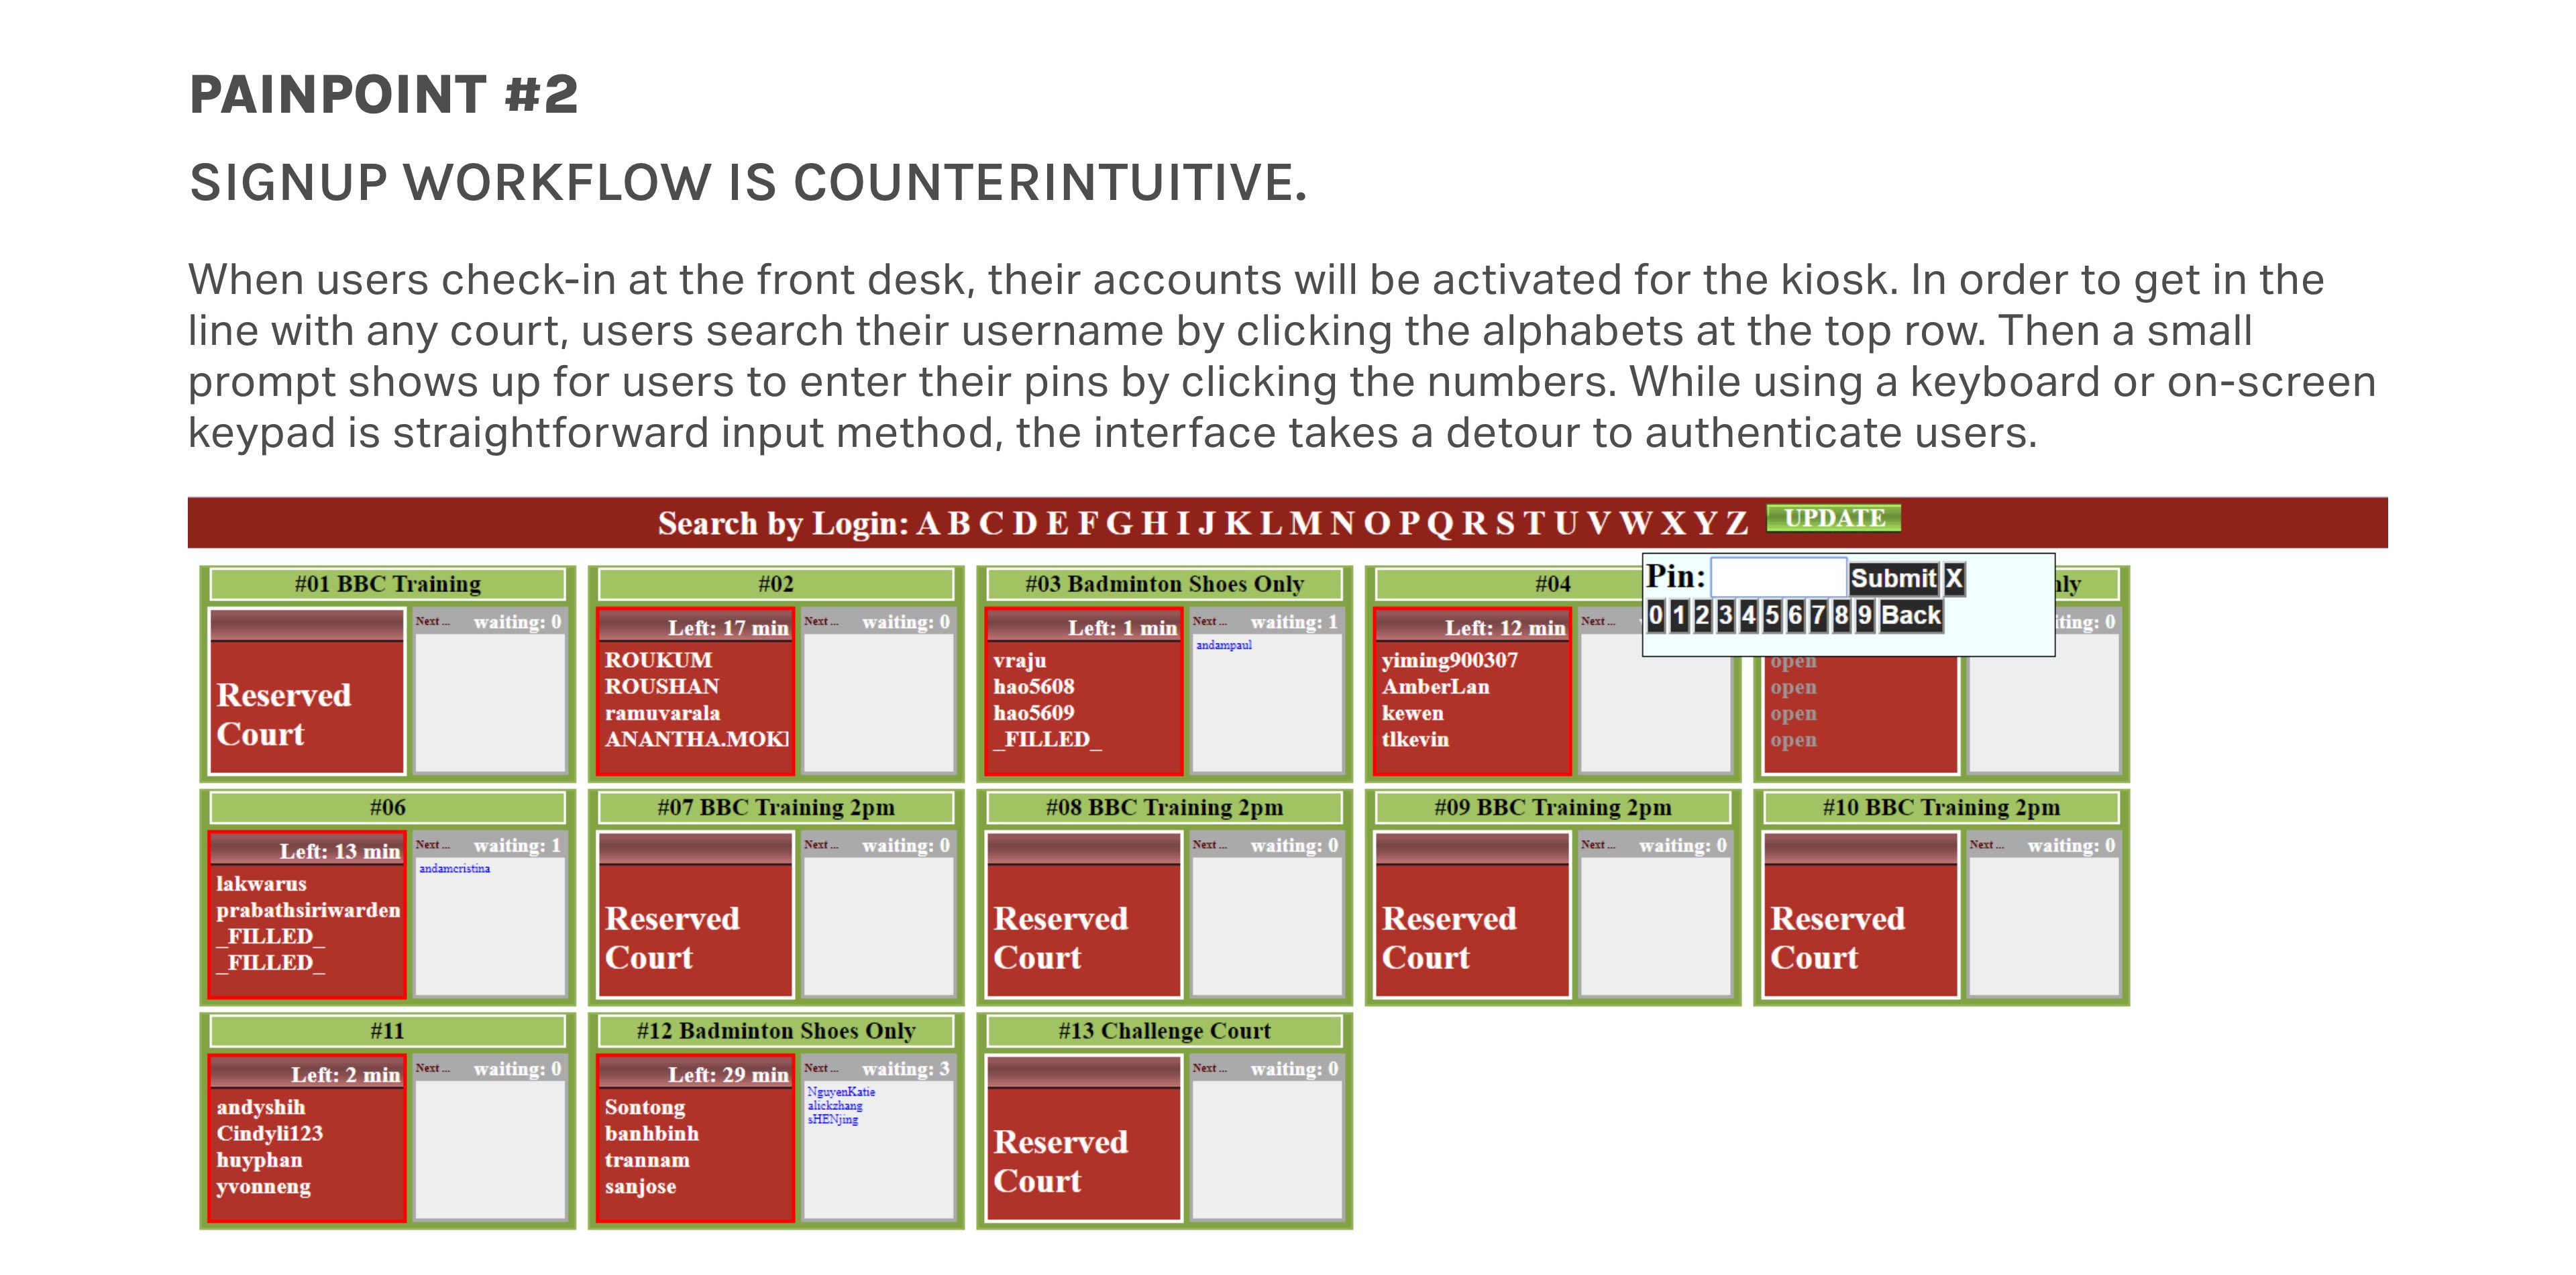 PAINPOINT #2
SIGNUP WORKFLOW IS COUNTERINTUITIVE.
When users check-in at the front desk, their accounts will be activated for the kiosk. In order to get in the
line with any court, users search their username by clicking the alphabets at the top row. Then a small
prompt shows up for users to enter their pins by clicking the numbers. While using a keyboard or on-screen
keypad is straightforward input method, the interface takes a detour to authenticate users.
Search by Login: A B C D E F G H I J K L M N O P Q R S T U V W X Y Z UPDATE
Pin: Submit X
0 1 2 3 4 5 6 7 8 9 Back
#01 BBC Training
Next ... waiting: 0
Reserved
Court
#02
Left: 17 min Next ... waiting: 0
ROUKUM
ROUSHAN
ramuvarala
#03 Badminton Shoes Only
Left: 1 min Next ... waiting: 1
vraju andampaul
hao5608
hao5609
_FILLED_
#04
Left: 12 min Next ...
yiming900307
AmberLan
kewen
tlkevin
open
open
open
open
#06
Left: 13 min Next ... waiting: 1
lakwarus andamcristina
prabathsiriwarden
_FILLED_
_FILLED_
#07 BBC Training 2pm
Next ... waiting: 0
Reserved
Court
#08 BBC Training 2pm
Next ... waiting: 0
Reserved
Court
#09 BBC Training 2pm
Next ... waiting: 0
Reserved
Court
#10 BBC Training 2pm
Next ... waiting: 0
Reserved
Court
#11
Left: 2 min Next ... waiting: 0
andyshih
Cindyli123
huyphan
yvonneng
#12 Badminton Shoes Only
Left: 29 min Next ... waiting: 3
Sontong NguyenKatie
banhbinh alickzhang
trannam sHENjing
sanjose
#13 Challenge Court
Next ... waiting: 0
Reserved
Court